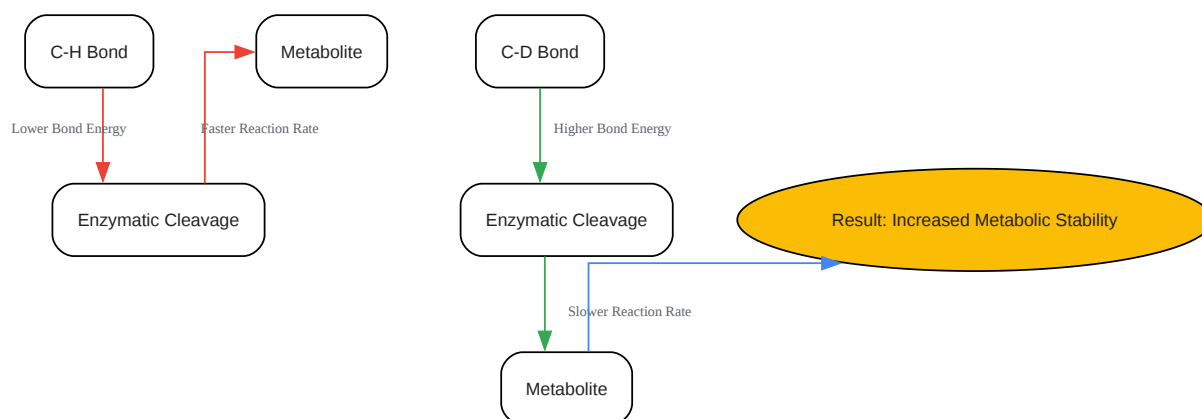 C-H Bond
Metabolite
C-D Bond
Lower Bond Energy
Faster Reaction Rate
Higher Bond Energy
Enzymatic Cleavage
Enzymatic Cleavage
Result: Increased Metabolic Stability
Slower Reaction Rate
Metabolite